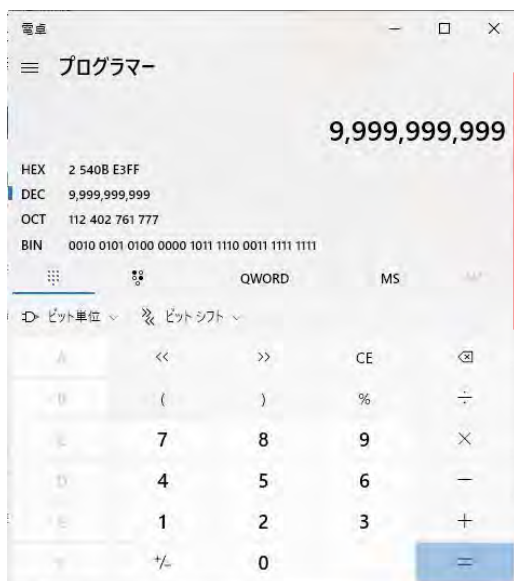 電卓
プログラマー
9,999,999,999
HEX 2 540B E3FF
DEC 9,999,999,999
OCT 112 402 761 777
BIN 0010 0101 0100 0000 1011 1110 0011 1111 1111
QWORD MS
ビット単位 ビット シフト
A << >> CE
( ) % ÷
7 8 9 ×
D 4 5 6 −
E 1 2 3 +
+/- 0 =